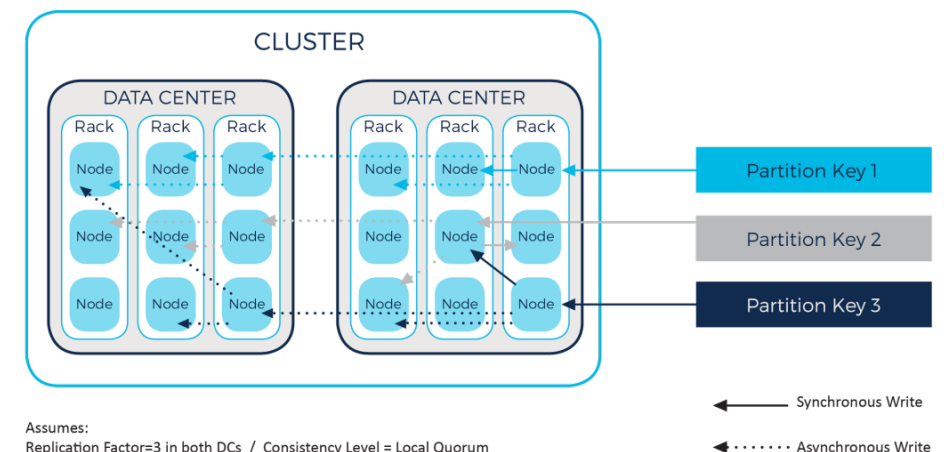 CLUSTER
DATA CENTER DATA CENTER
Rack Rack Rack Rack Rack Rack
Node Node Node Node Node Node Partition Key 1
Node Node Node Node Node Node Partition Key 2
Node Node Node Node Node Node Partition Key 3
Synchronous Write
Assumes:
Replication Factor=3 in both DCs / Consistency Level = Local Quorum
Asynchronous Write